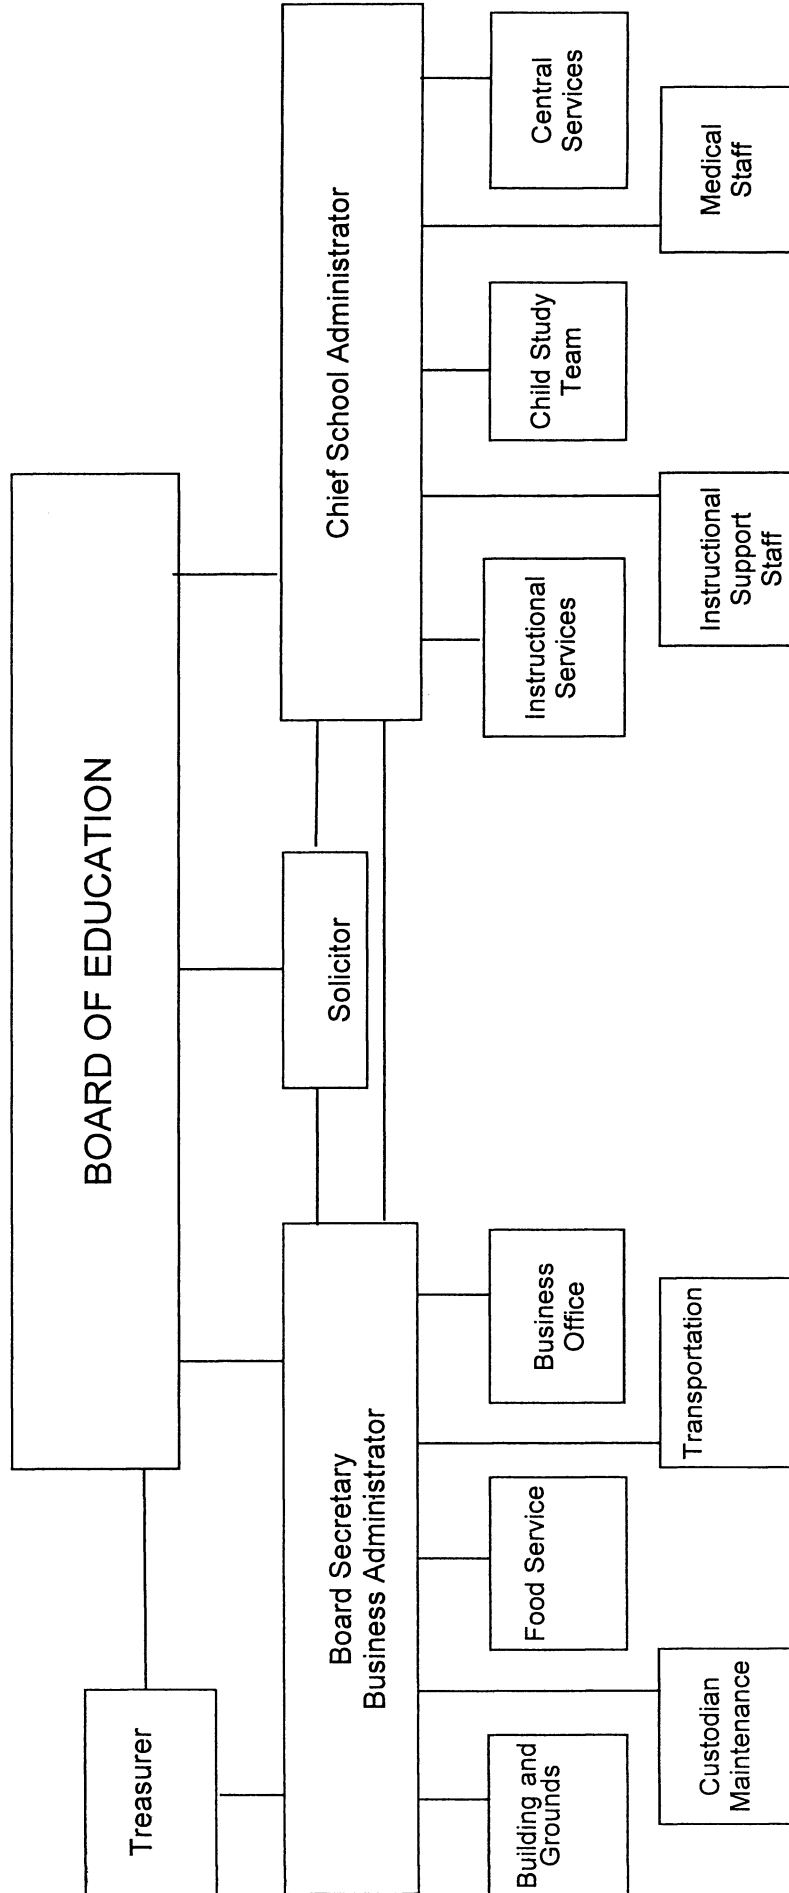 BOARD OF EDUCATION
Treasurer
Board Secretary
Business Administrator
Solicitor
Chief School Administrator
Building and
Grounds
Food Service
Business
Office
Instructional
Services
Child Study
Team
Central
Services
Custodian
Maintenance
Transportation
Instructional
Support
Staff
Medical
Staff